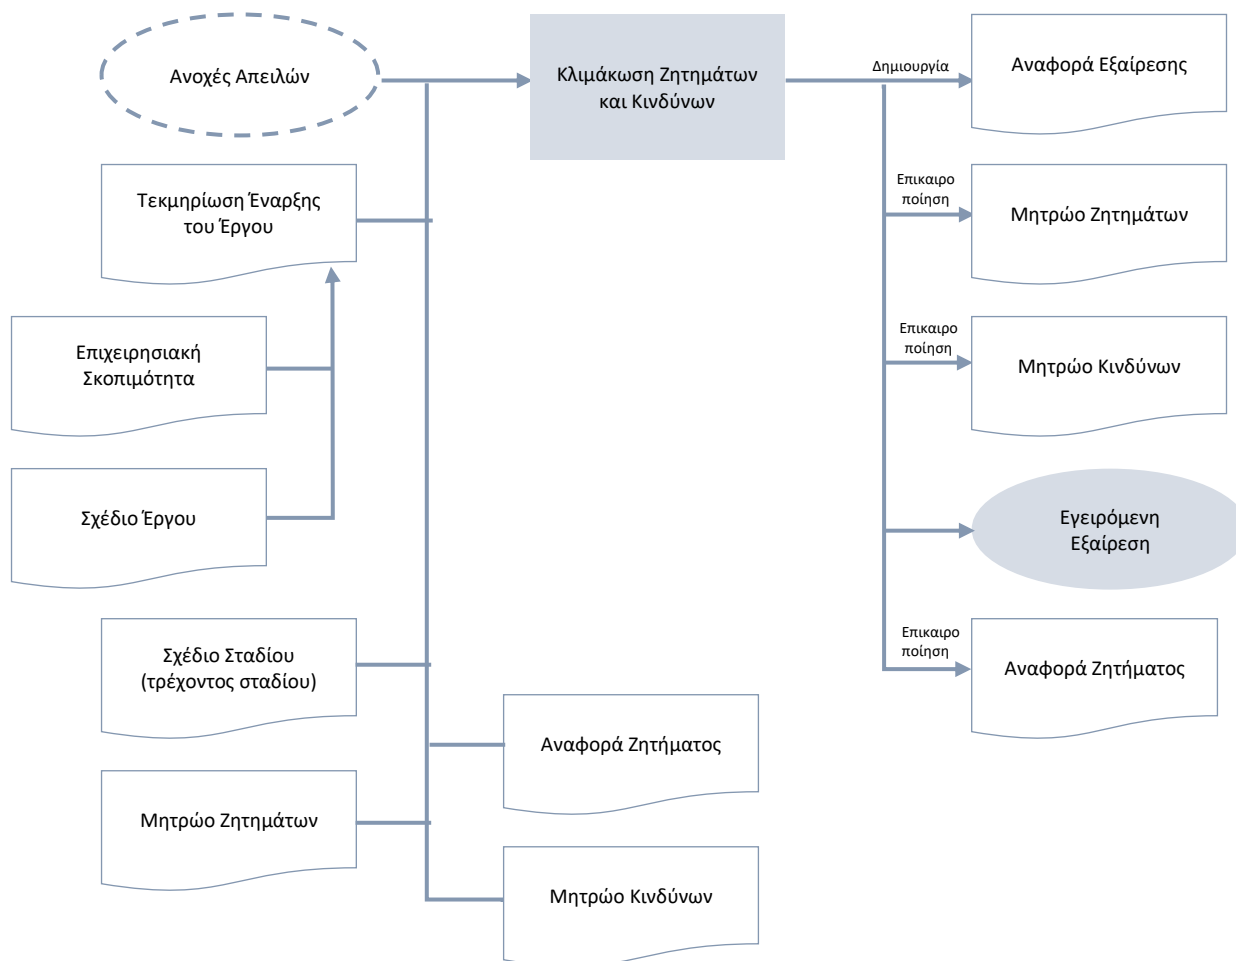 Ανοχές Απειλών
Κλιμάκωση Ζητημάτων
και Κινδύνων
Δημιουργία
Αναφορά Εξαίρεσης
Τεκμηρίωση Έναρξης
του Έργου
Επικαιρο
ποίηση
Μητρώο Ζητημάτων
Επιχειρησιακή
Σκοπιμότητα
Επικαιρο
ποίηση
Μητρώο Κινδύνων
Σχέδιο Έργου
Εγειρόμενη
Εξαίρεση
Σχέδιο Σταδίου
(τρέχοντος σταδίου)
Επικαιρο
ποίηση
Αναφορά Ζητήματος
Αναφορά Ζητήματος
Μητρώο Ζητημάτων
Μητρώο Κινδύνων